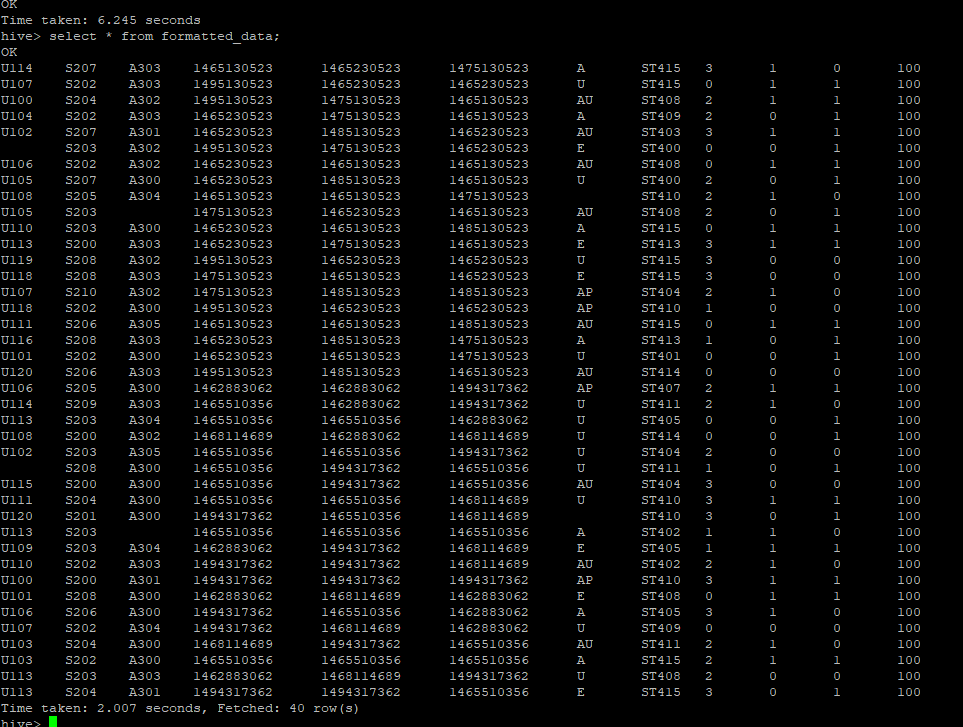 OK
Time taken: 6.245 seconds
hive> select * from formatted_data;
OK
U114 S207 A303 1465130523 1465230523 1475130523 A ST415 3 1 0 100
U107 S202 A303 1495130523 1465230523 1465230523 U ST415 0 1 1 100
U100 S204 A302 1495130523 1475130523 1465130523 AU ST408 2 1 1 100
U104 S202 A303 1465230523 1475130523 1465130523 A ST409 2 0 1 100
U102 S207 A301 1465230523 1485130523 1465230523 AU ST403 3 1 1 100
S203 A302 1495130523 1475130523 1465230523 E ST400 0 0 1 100
U106 S202 A302 1465230523 1465130523 1465130523 AU ST408 0 1 1 100
U105 S207 A300 1465230523 1485130523 1465130523 U ST400 2 0 1 100
U108 S205 A304 1465130523 1465130523 1475130523 ST410 2 1 0 100
U105 S203 1475130523 1465230523 1465130523 AU ST408 2 0 1 100
U110 S203 A300 1465230523 1465130523 1485130523 A ST415 0 1 1 100
U113 S200 A303 1465230523 1475130523 1465130523 E ST413 3 1 1 100
U119 S208 A302 1495130523 1465230523 1465230523 U ST415 3 0 0 100
U118 S208 A303 1475130523 1465230523 1465230523 E ST415 3 0 0 100
U107 S210 A302 1475130523 1485130523 1485130523 AP ST404 2 1 0 100
U118 S202 A300 1495130523 1465130523 1465230523 AP ST410 1 0 0 100
U111 S206 A305 1465130523 1465130523 1485130523 AU ST415 0 1 1 100
U116 S208 A303 1465230523 1485130523 1475130523 A ST413 1 0 1 100
U101 S202 A300 1465230523 1465130523 1475130523 U ST401 0 0 1 100
U120 S206 A303 1495130523 1485130523 1465130523 AU ST414 0 0 0 100
U106 S205 A300 1462883062 1462883062 1494317362 AP ST407 2 1 1 100
U114 S209 A303 1465510356 1462883062 1494317362 U ST411 2 1 0 100
U113 S203 A304 1465510356 1465510356 1462883062 U ST405 0 0 1 100
U108 S200 A302 1468114689 1462883062 1468114689 U ST414 0 0 1 100
U102 S203 A305 1465510356 1465510356 1494317362 U ST404 2 0 0 100
S208 A300 1465510356 1494317362 1465510356 U ST411 1 0 1 100
U115 S200 A300 1465510356 1494317362 1465510356 AU ST404 3 0 0 100
U111 S204 A300 1465510356 1465510356 1468114689 U ST410 3 1 1 100
U120 S201 A300 1494317362 1465510356 1468114689 ST410 3 0 1 100
U113 S203 1465510356 1465510356 1465510356 A ST402 1 1 0 100
U109 S203 A304 1462883062 1494317362 1468114689 E ST405 1 1 1 100
U110 S202 A303 1494317362 1494317362 1468114689 AU ST402 2 1 0 100
U100 S200 A301 1494317362 1494317362 1494317362 AP ST410 3 1 1 100
U101 S208 A300 1462883062 1468114689 1462883062 E ST408 0 1 1 100
U106 S206 A300 1494317362 1465510356 1462883062 A ST405 3 1 0 100
U107 S202 A304 1494317362 1468114689 1462883062 U ST409 0 0 0 100
U103 S204 A300 1468114689 1494317362 1465510356 AU ST411 2 1 0 100
U103 S202 A300 1465510356 1465510356 1465510356 A ST415 2 1 1 100
U113 S203 A303 1494317362 1468114689 1494317362 U ST408 2 0 0 100
U113 S204 A301 1494317362 1494317362 1465510356 E ST415 3 0 1 100
Time taken: 2.007 seconds, Fetched: 40 row(s)
hive>